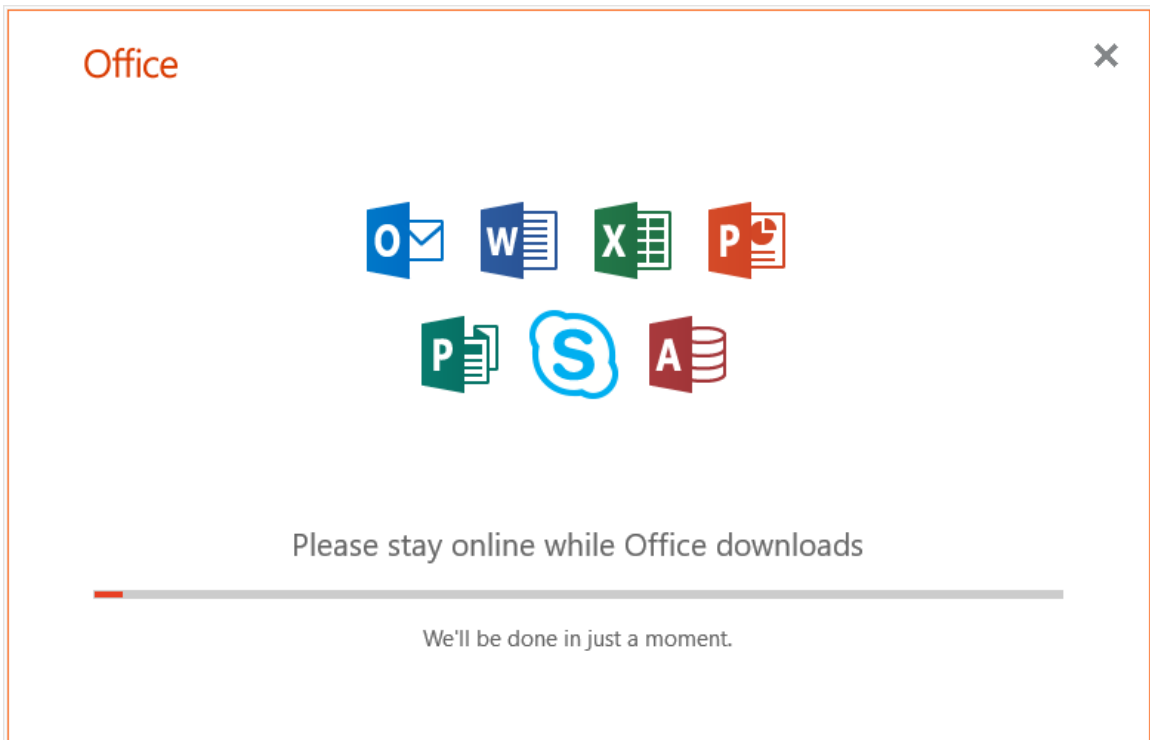 Office
O W X P
P S A
Please stay online while Office downloads
We'll be done in just a moment.